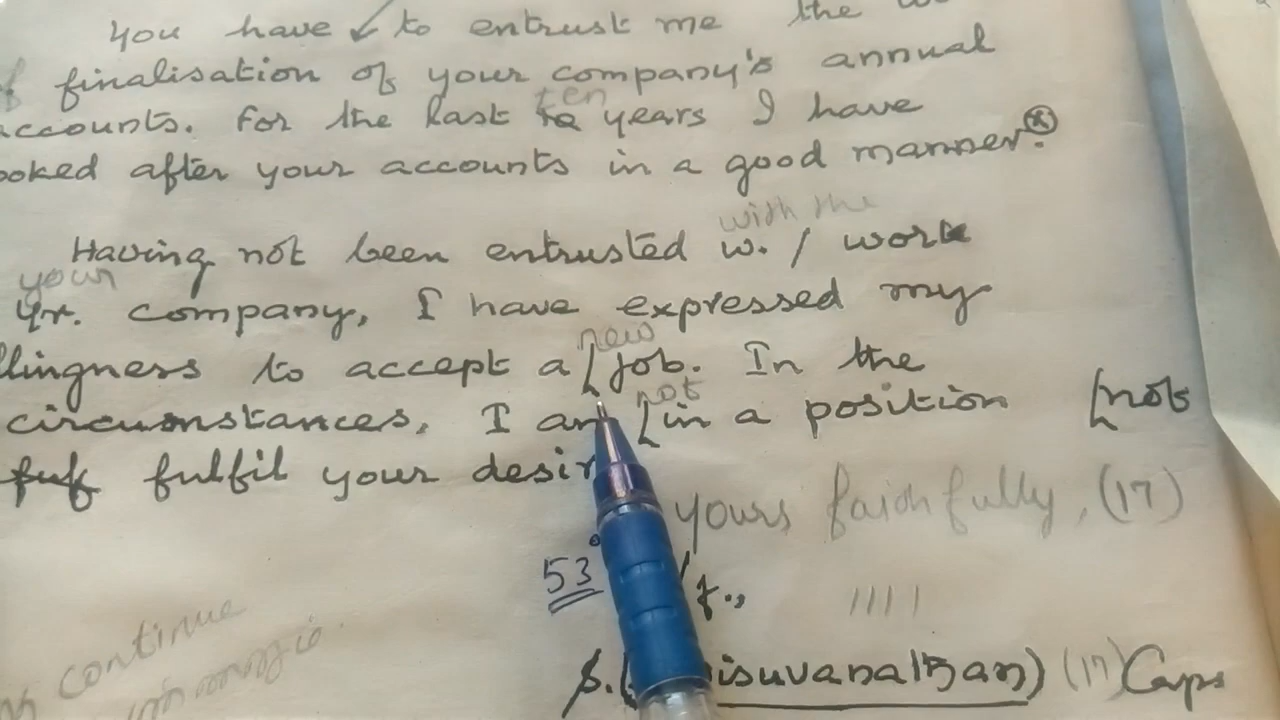 You have to entrust me the
finalisation of your company's annual
ten
accounts. For the last years I have
ooked after your accounts in a good manner.
with the
Having not been entrusted w. / work
your
yr. company, I have expressed my
new
llingness to accept a job. In the
not
circumstances, I am in a position [not
fulfil your desir
yours faithfully, (17)
53
y.,
isuvanathan) (17) Caps
continue